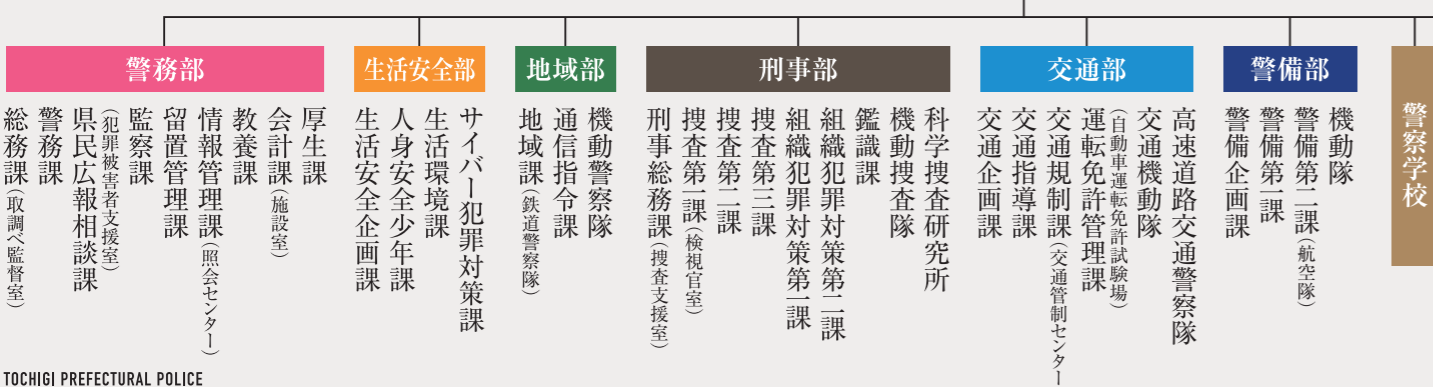 警務部
総務課（取調べ監督室）
警務課
県民広報相談課
（犯罪被害者支援室）
監察課
留置管理課
情報管理課（照会センター）
教養課
会計課（施設室）
厚生課
生活安全部
生活安全企画課
人身安全少年課
生活環境課
サイバー犯罪対策課
地域部
地域課（鉄道警察隊）
通信指令課
機動警察隊
刑事部
刑事総務課（捜査支援室）
捜査第一課（検視官室）
捜査第二課
捜査第三課
組織犯罪対策第一課
組織犯罪対策第二課
鑑識課
機動捜査隊
科学捜査研究所
交通部
交通企画課
交通指導課
交通規制課（交通管制センター
運転免許管理課
（自動車運転免許試験場）
交通機動隊
高速道路交通警察隊
警備部
警備企画課
警備第一課
警備第二課（航空隊）
機動隊
警察学校
TOCHIGI PREFECTURAL POLICE